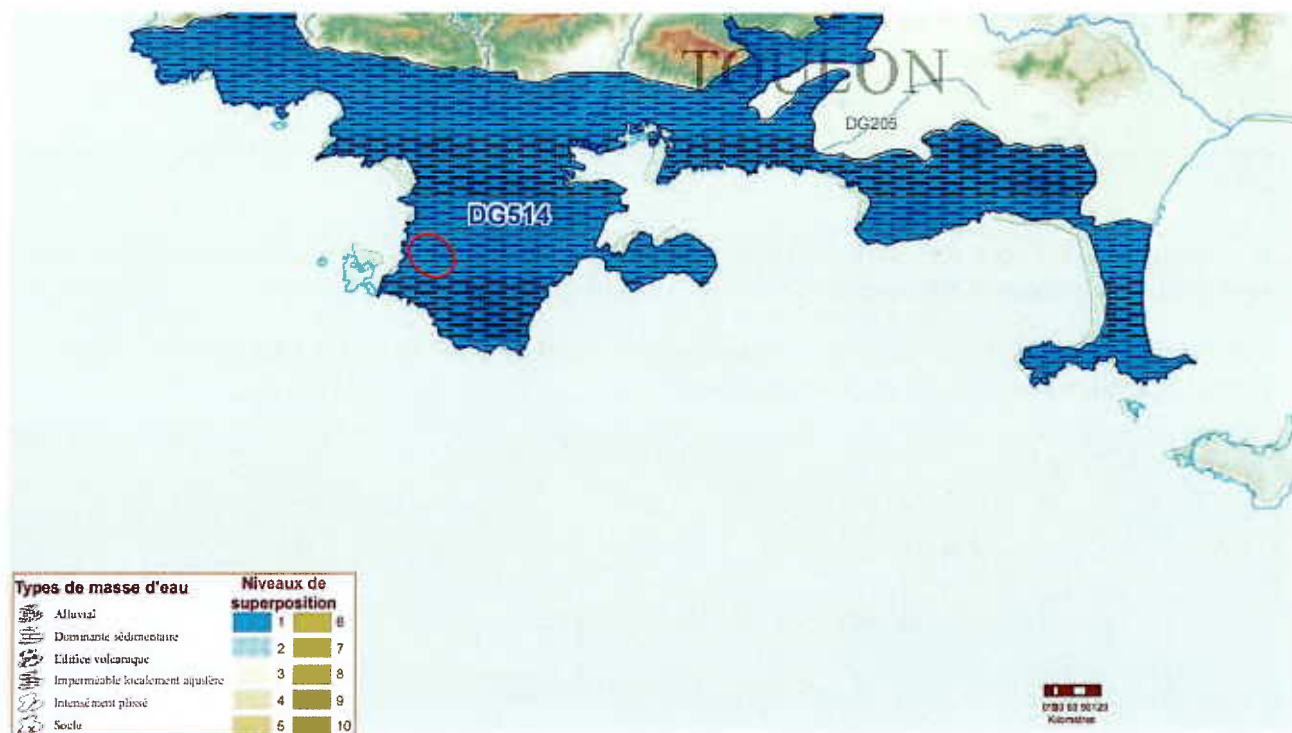 TOULON
DG205
DG514
Types de masse d'eau
Alluvial
Dominante sédimentaire
Edifice volcanique
Imperméable localement aquifère
Intensément plissé
Socle
Niveaux de superposition
1 6
2 7
3 8
4 9
5 10
Kilometres